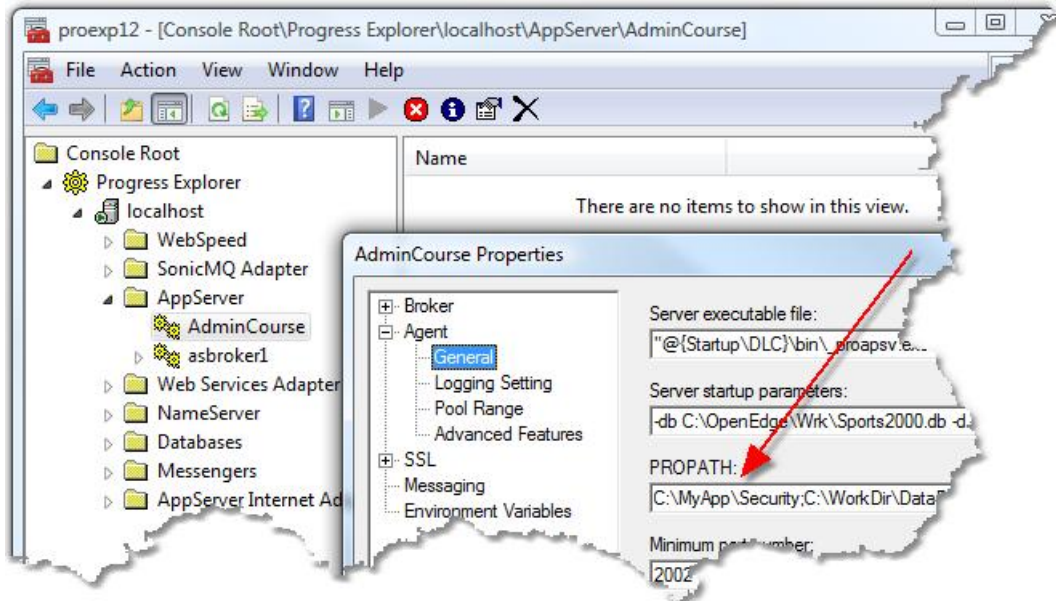 proexp12 - [Console Root\Progress Explorer\localhost\AppServer\AdminCourse]
File Action View Window Help
Console Root
Progress Explorer
localhost
WebSpeed
SonicMQ Adapter
AppServer
AdminCourse
asbroker1
Web Services Adapter
NameServer
Databases
Messengers
AppServer Internet Ad
Name
There are no items to show in this view.
AdminCourse Properties
Broker
Agent
General
Logging Setting
Pool Range
Advanced Features
SSL
Messaging
Environment Variables
Server executable file:
"@{Startup\DLC}\bin\_proapsv.ex
Server startup parameters:
-db C:\OpenEdge\Wrk\Sports2000.db -d
PROPATH:
C:\MyApp\Security;C:\WorkDir\Data
Minimum port number:
2002